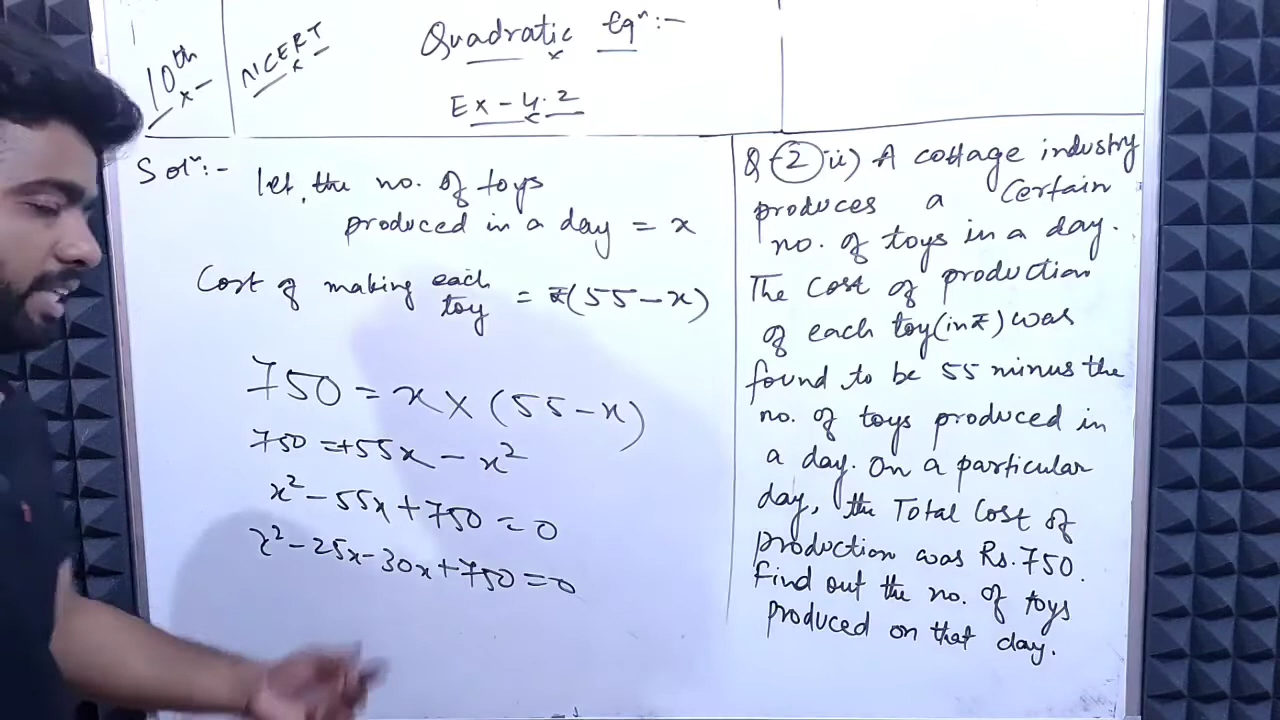 10th
NCERT
Quadratic Eqⁿ:-
Ex - 4.2
Solⁿ:-
let, the no. of toys
produced in a day = x
Cost of making each
toy = ₹(55-x)
750 = x × (55-x)
750 = +55x - x²
x² - 55x + 750 = 0
x² - 25x - 30x + 750 = 0
Q - 2 ii) A cottage industry
produces a certain
no. of toys in a day.
The cost of production
of each toy (in ₹) was
found to be 55 minus the
no. of toys produced in
a day. On a particular
day, the Total Cost of
production was Rs. 750.
Find out the no. of toys
produced on that day.